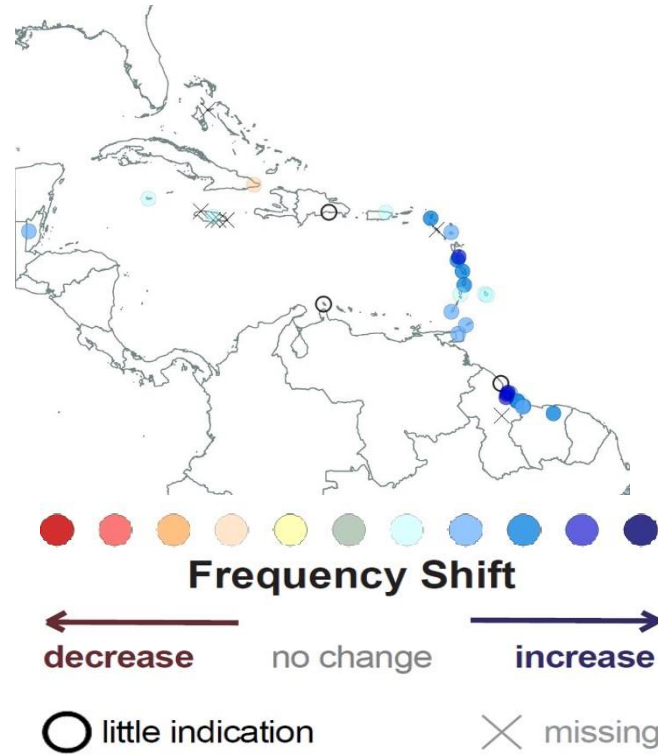 Frequency Shift
decrease no change increase
little indication missing